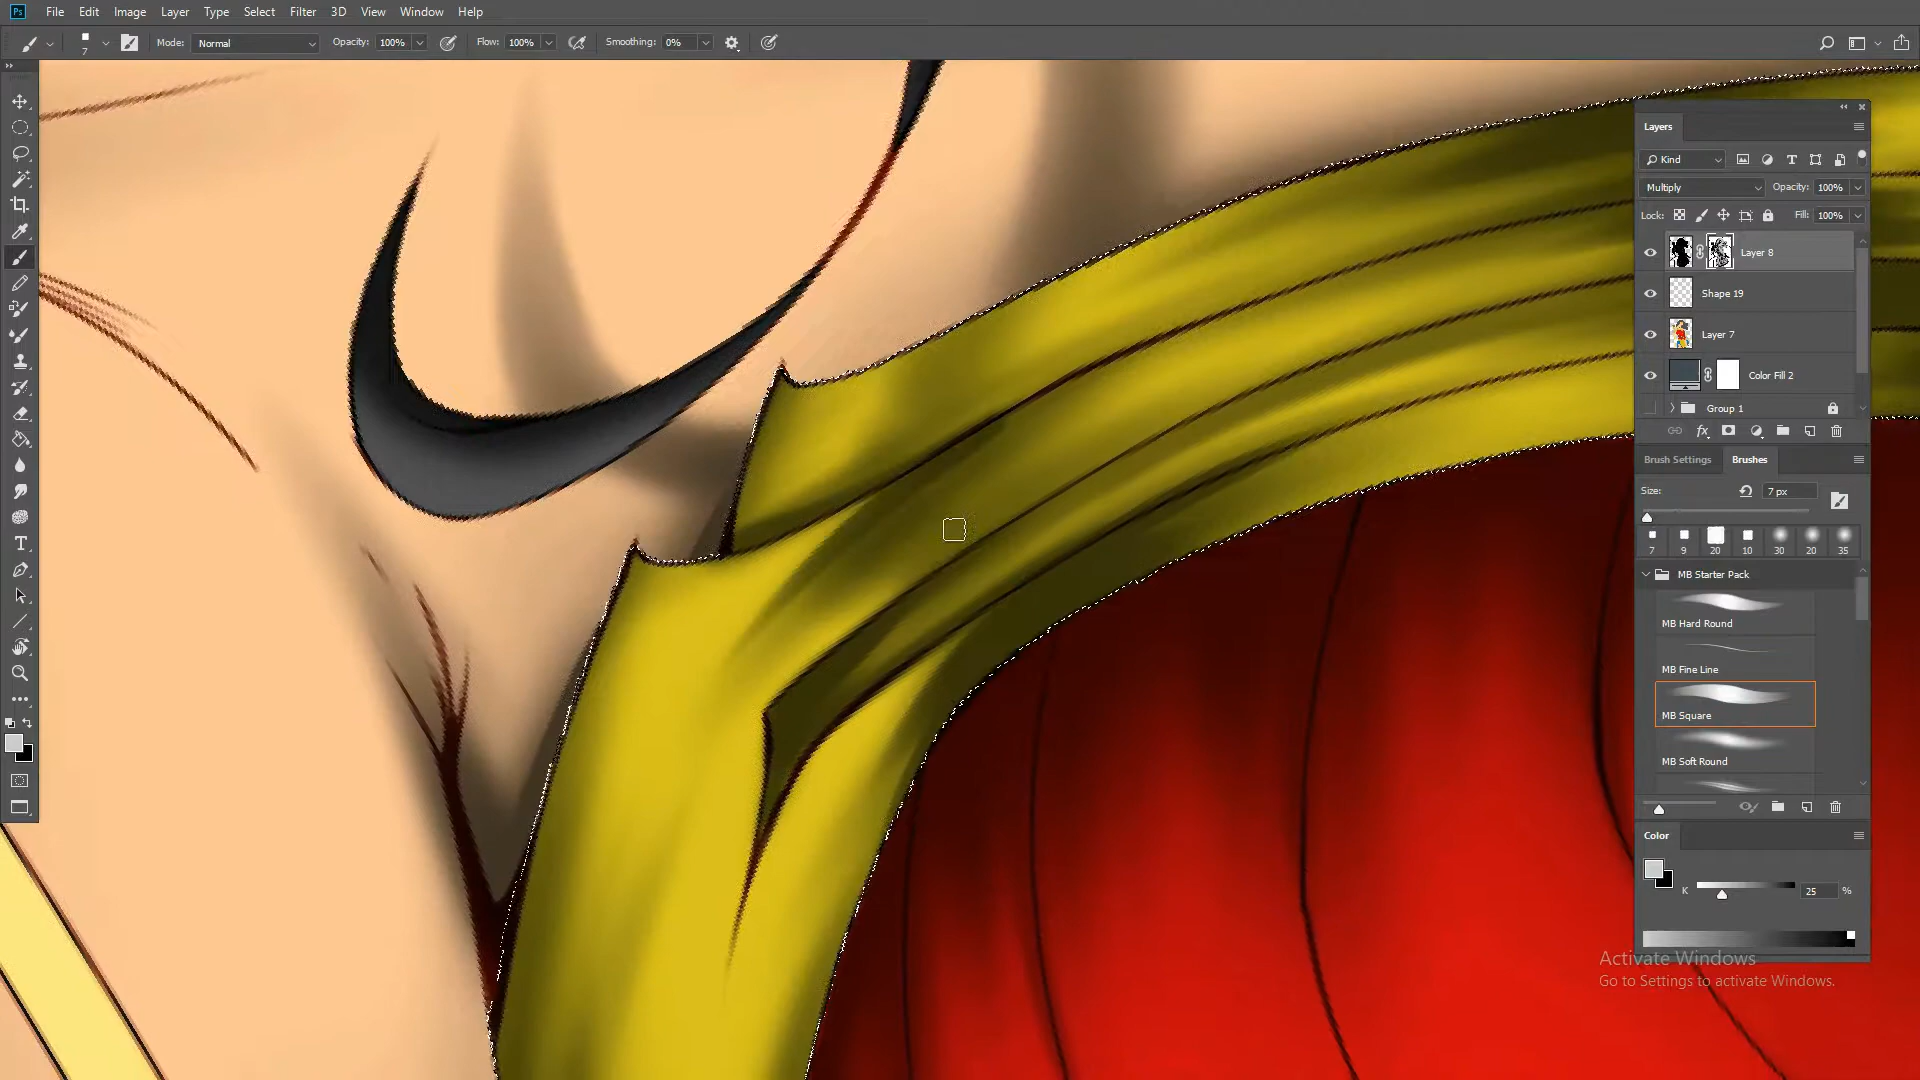 Ps File Edit Image Layer Type Select Filter 3D View Window Help
7 Mode: Normal Opacity: 100% Flow: 100% Smoothing: 0%
Layers
Kind
Multiply Opacity: 100%
Lock: Fill: 100%
Layer 8
Shape 19
Layer 7
Color Fill 2
Group 1
fx
Brush Settings Brushes
Size: 7 px
7 9 20 10 30 20 35
MB Starter Pack
MB Hard Round
MB Fine Line
MB Square
MB Soft Round
Color
K 25 %
Activate Windows
Go to Settings to activate Windows.